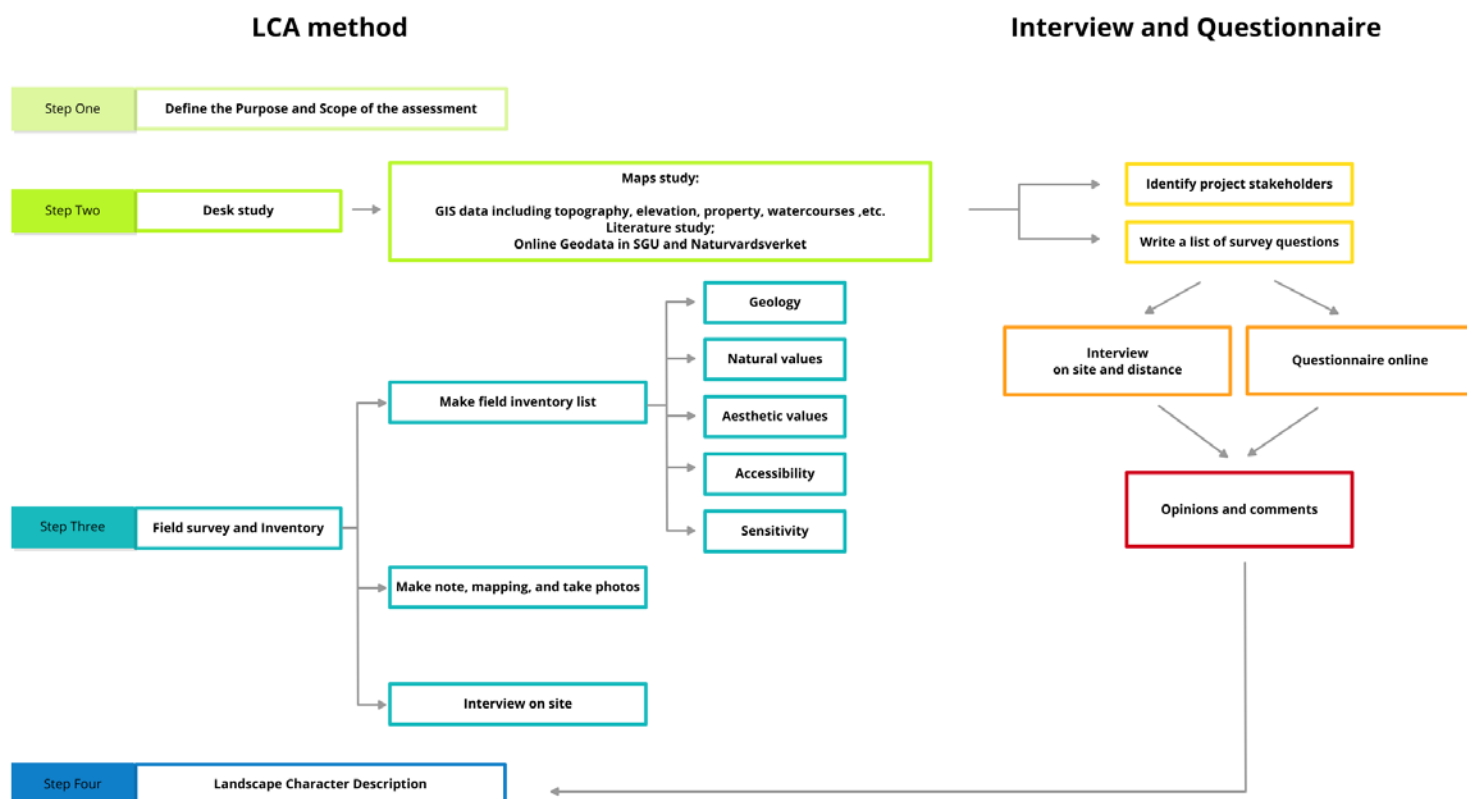 LCA method
Interview and Questionnaire
Step One
Define the Purpose and Scope of the assessment
Step Two
Desk study
Maps study:
GIS data including topography, elevation, property, watercourses ,etc.
Literature study;
Online Geodata in SGU and Naturvardsverket
Identify project stakeholders
Write a list of survey questions
Interview
on site and distance
Questionnaire online
Opinions and comments
Step Three
Field survey and Inventory
Make field inventory list
Geology
Natural values
Aesthetic values
Accessibility
Sensitivity
Make note, mapping, and take photos
Interview on site
Step Four
Landscape Character Description